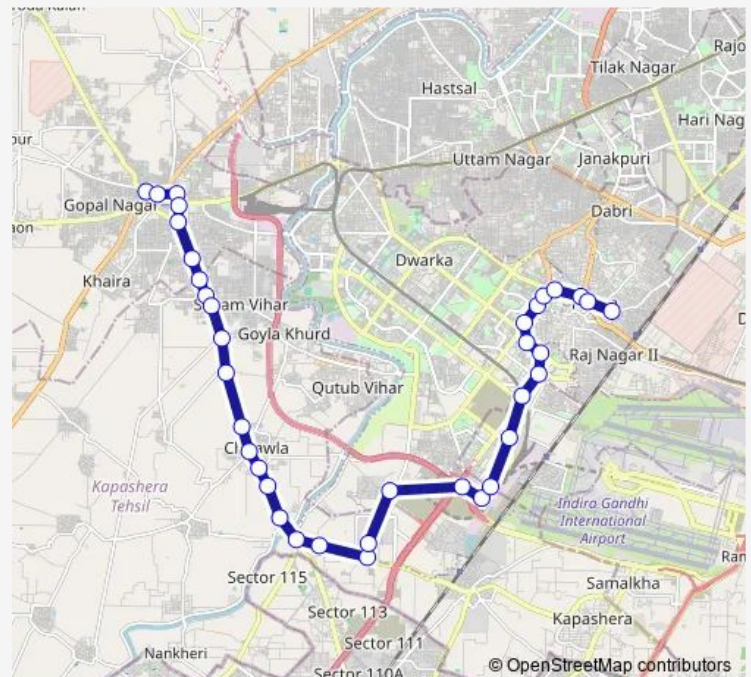 Tilak Nagar
Hastsal
Hari Nag
Uttam Nagar
Janakpuri
Gopal Nagar
Dabri
Dwarka
Khaira
Goyla Khurd
Raj Nagar II
Qutub Vihar
Kapashera
Tehsil
Indira Gandhi
International
Airport
Sector 115
Samalkha
Sector 113
Kapashera
Sector 111
Nankheri
Sector 110A
© OpenStreetMap contributors